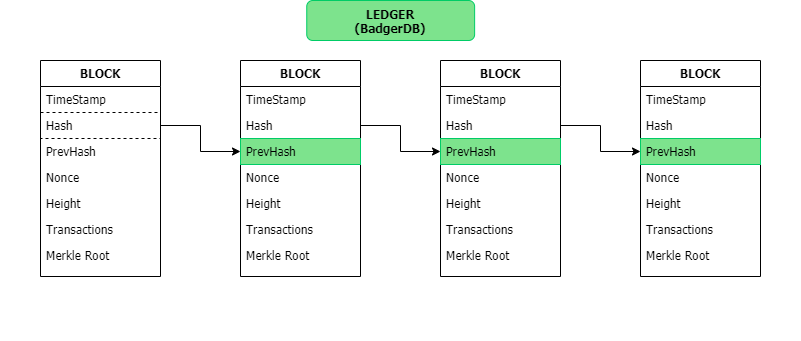 LEDGER
(BadgerDB)
BLOCK
TimeStamp
Hash
PrevHash
Nonce
Height
Transactions
Merkle Root
BLOCK
TimeStamp
Hash
PrevHash
Nonce
Height
Transactions
Merkle Root
BLOCK
TimeStamp
Hash
PrevHash
Nonce
Height
Transactions
Merkle Root
BLOCK
TimeStamp
Hash
PrevHash
Nonce
Height
Transactions
Merkle Root